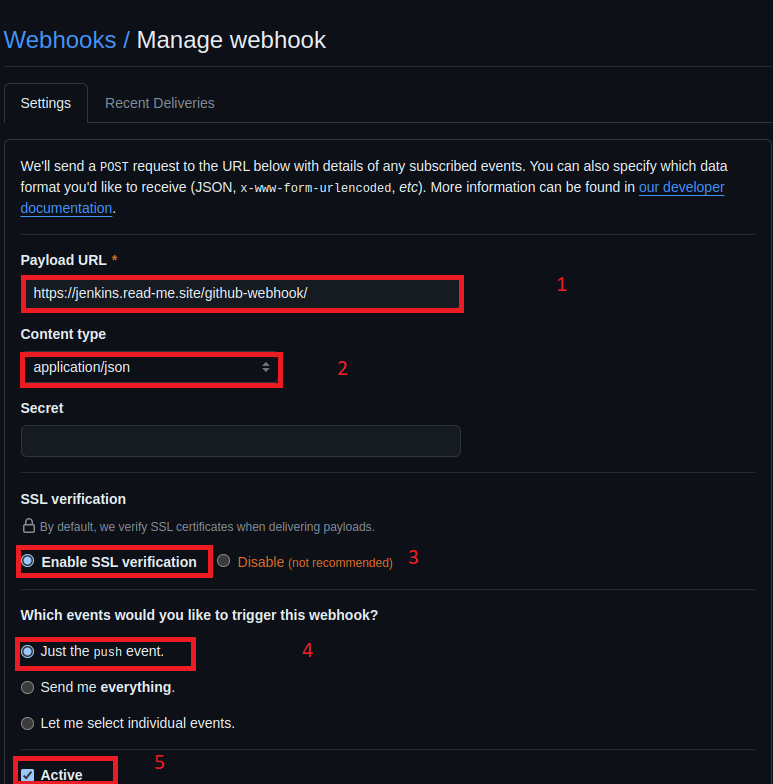 Webhooks / Manage webhook
Settings Recent Deliveries
We'll send a POST request to the URL below with details of any subscribed events. You can also specify which data
format you'd like to receive (JSON, x-www-form-urlencoded, etc). More information can be found in our developer
documentation.
Payload URL *
https://jenkins.read-me.site/github-webhook/ 1
Content type
application/json 2
Secret
SSL verification
By default, we verify SSL certificates when delivering payloads.
Enable SSL verification Disable (not recommended) 3
Which events would you like to trigger this webhook?
Just the push event. 4
Send me everything.
Let me select individual events.
5
Active